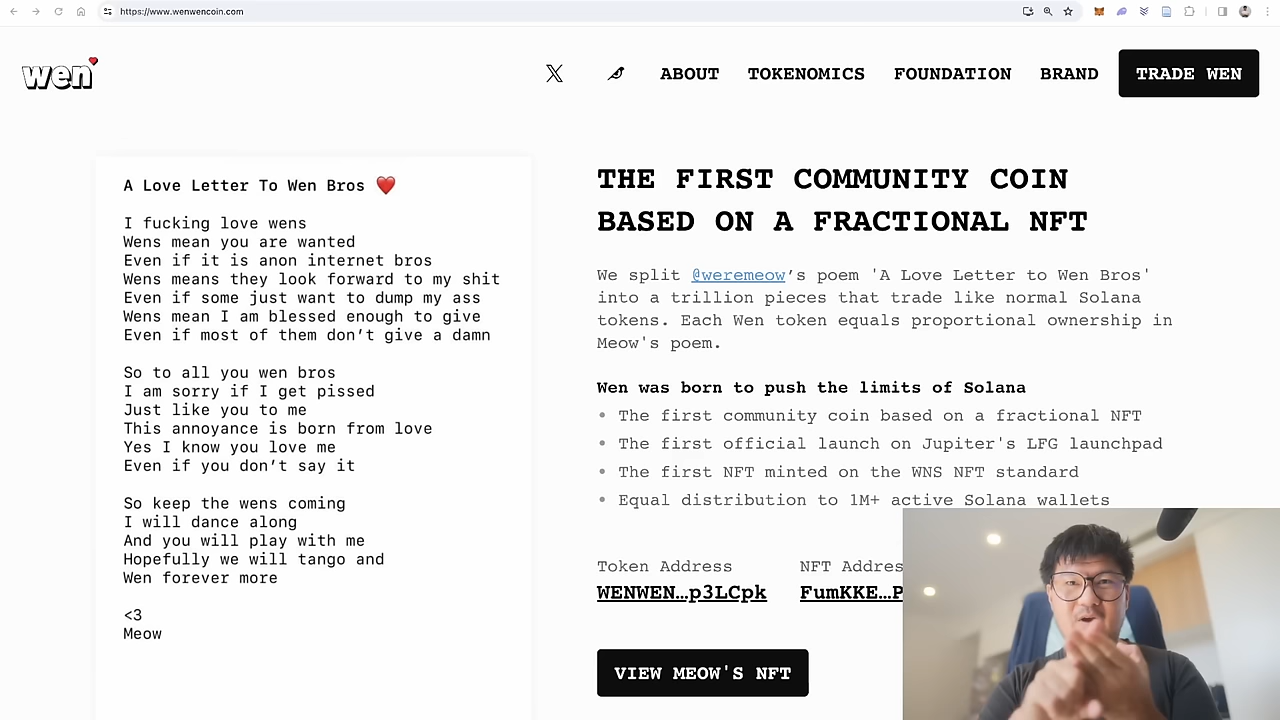 https://www.wenwencoin.com
wen
ABOUT TOKENOMICS FOUNDATION BRAND TRADE WEN
A Love Letter To Wen Bros ❤️
I fucking love wens
Wens mean you are wanted
Even if it is anon internet bros
Wens means they look forward to my shit
Even if some just want to dump my ass
Wens mean I am blessed enough to give
Even if most of them don’t give a damn
So to all you wen bros
I am sorry if I get pissed
Just like you to me
This annoyance is born from love
Yes I know you love me
Even if you don’t say it
So keep the wens coming
I will dance along
And you will play with me
Hopefully we will tango and
Wen forever more
<3
Meow
THE FIRST COMMUNITY COIN
BASED ON A FRACTIONAL NFT
We split @weremeow’s poem 'A Love Letter to Wen Bros'
into a trillion pieces that trade like normal Solana
tokens. Each Wen token equals proportional ownership in
Meow's poem.
Wen was born to push the limits of Solana
• The first community coin based on a fractional NFT
• The first official launch on Jupiter's LFG launchpad
• The first NFT minted on the WNS NFT standard
• Equal distribution to 1M+ active Solana wallets
Token Address NFT Addres
WENWEN…p3LCpk FumKKE…P
VIEW MEOW'S NFT